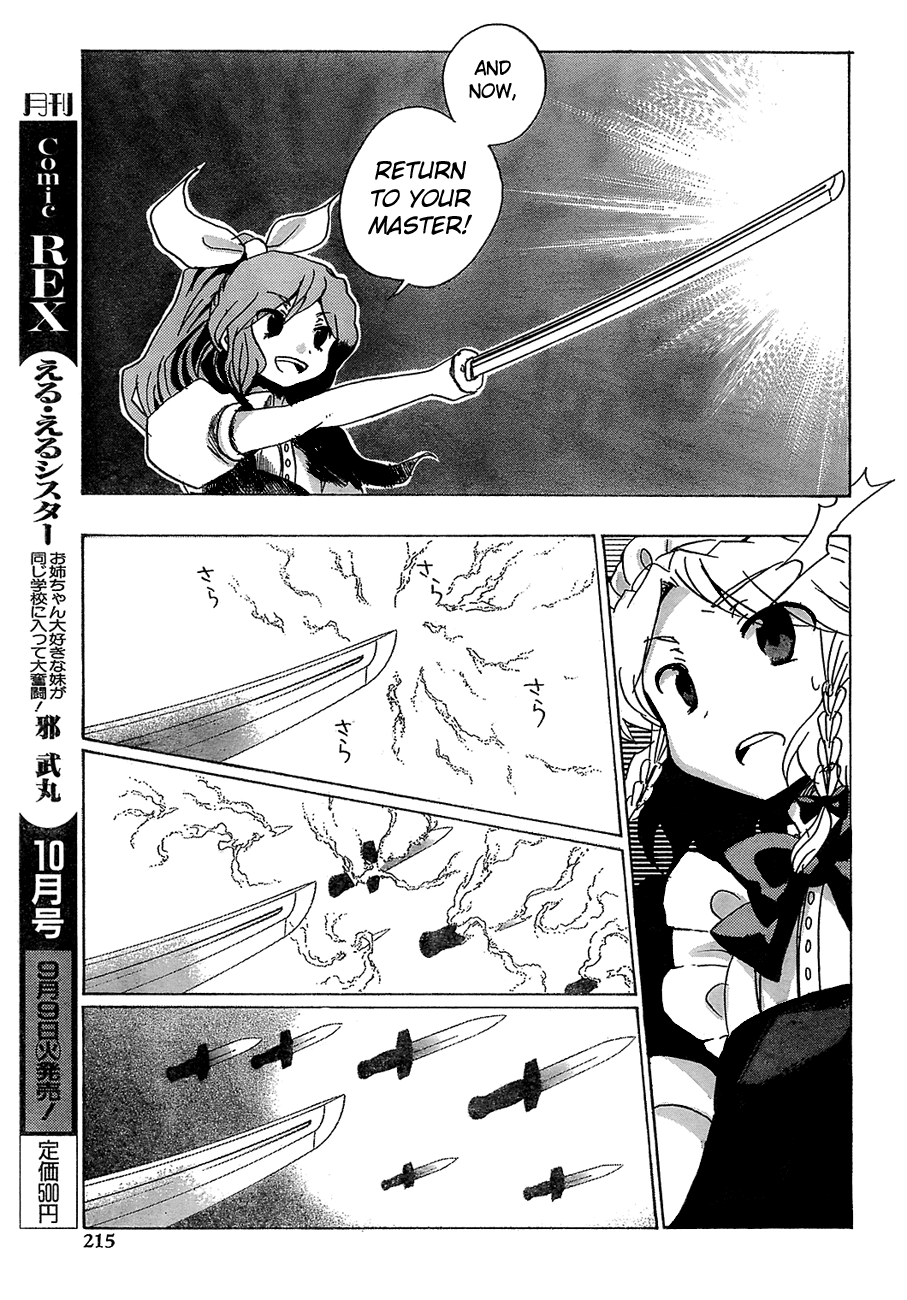 AND
NOW,
RETURN
TO YOUR
MASTER!
さら
さら
さら
さら
月刊
Comic REX
える・えるシスター
お姉ちゃん大好きな妹が
同じ学校に入って大奮闘!
邪 武丸
10月号
9月9日㊋発売!
定価500円
215